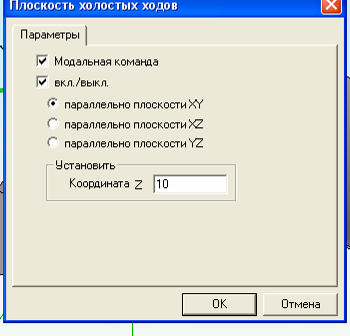 Плоскость холостых ходов
Параметры
Модальная команда
вкл./выкл.
параллельно плоскости XY
параллельно плоскости XZ
параллельно плоскости YZ
Установить
Координата Z 10
OK Отмена